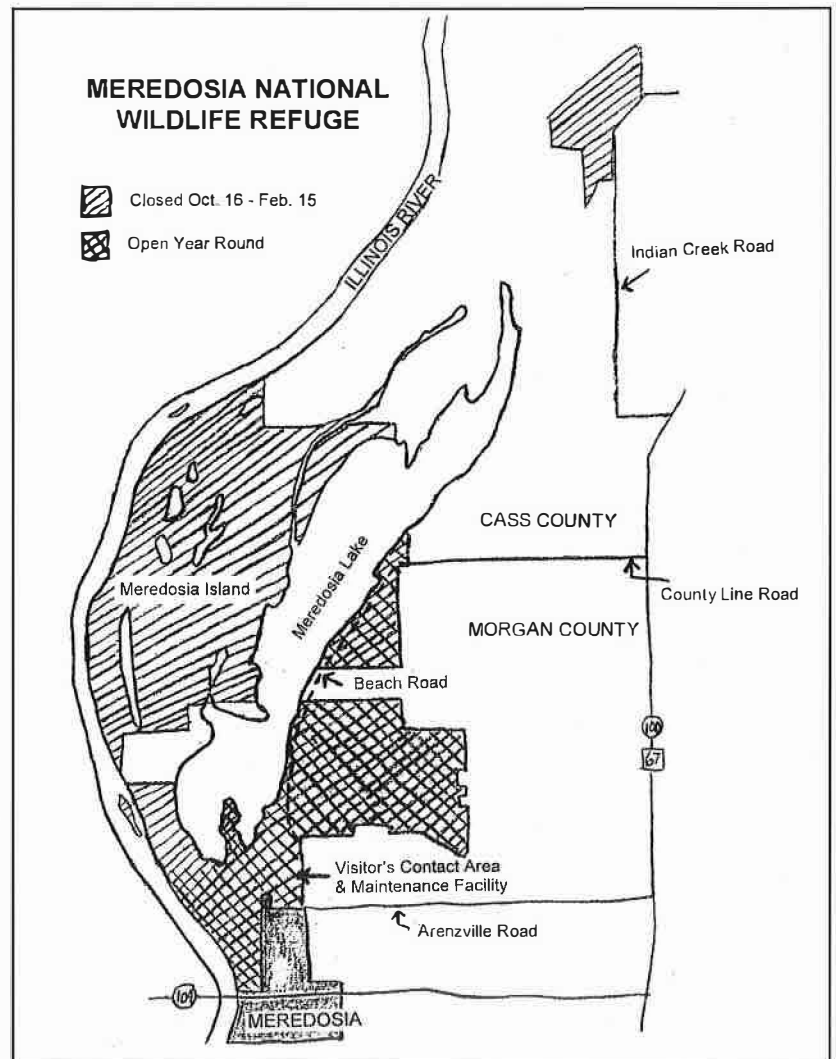 MEREDOSIA NATIONAL
WILDLIFE REFUGE
Closed Oct. 16 - Feb. 15
Open Year Round
ILLINOIS RIVER
Indian Creek Road
CASS COUNTY
Meredosia Island
Meredosia Lake
County Line Road
MORGAN COUNTY
Beach Road
100
67
Visitor's Contact Area
& Maintenance Facility
Arenzville Road
104
MEREDOSIA